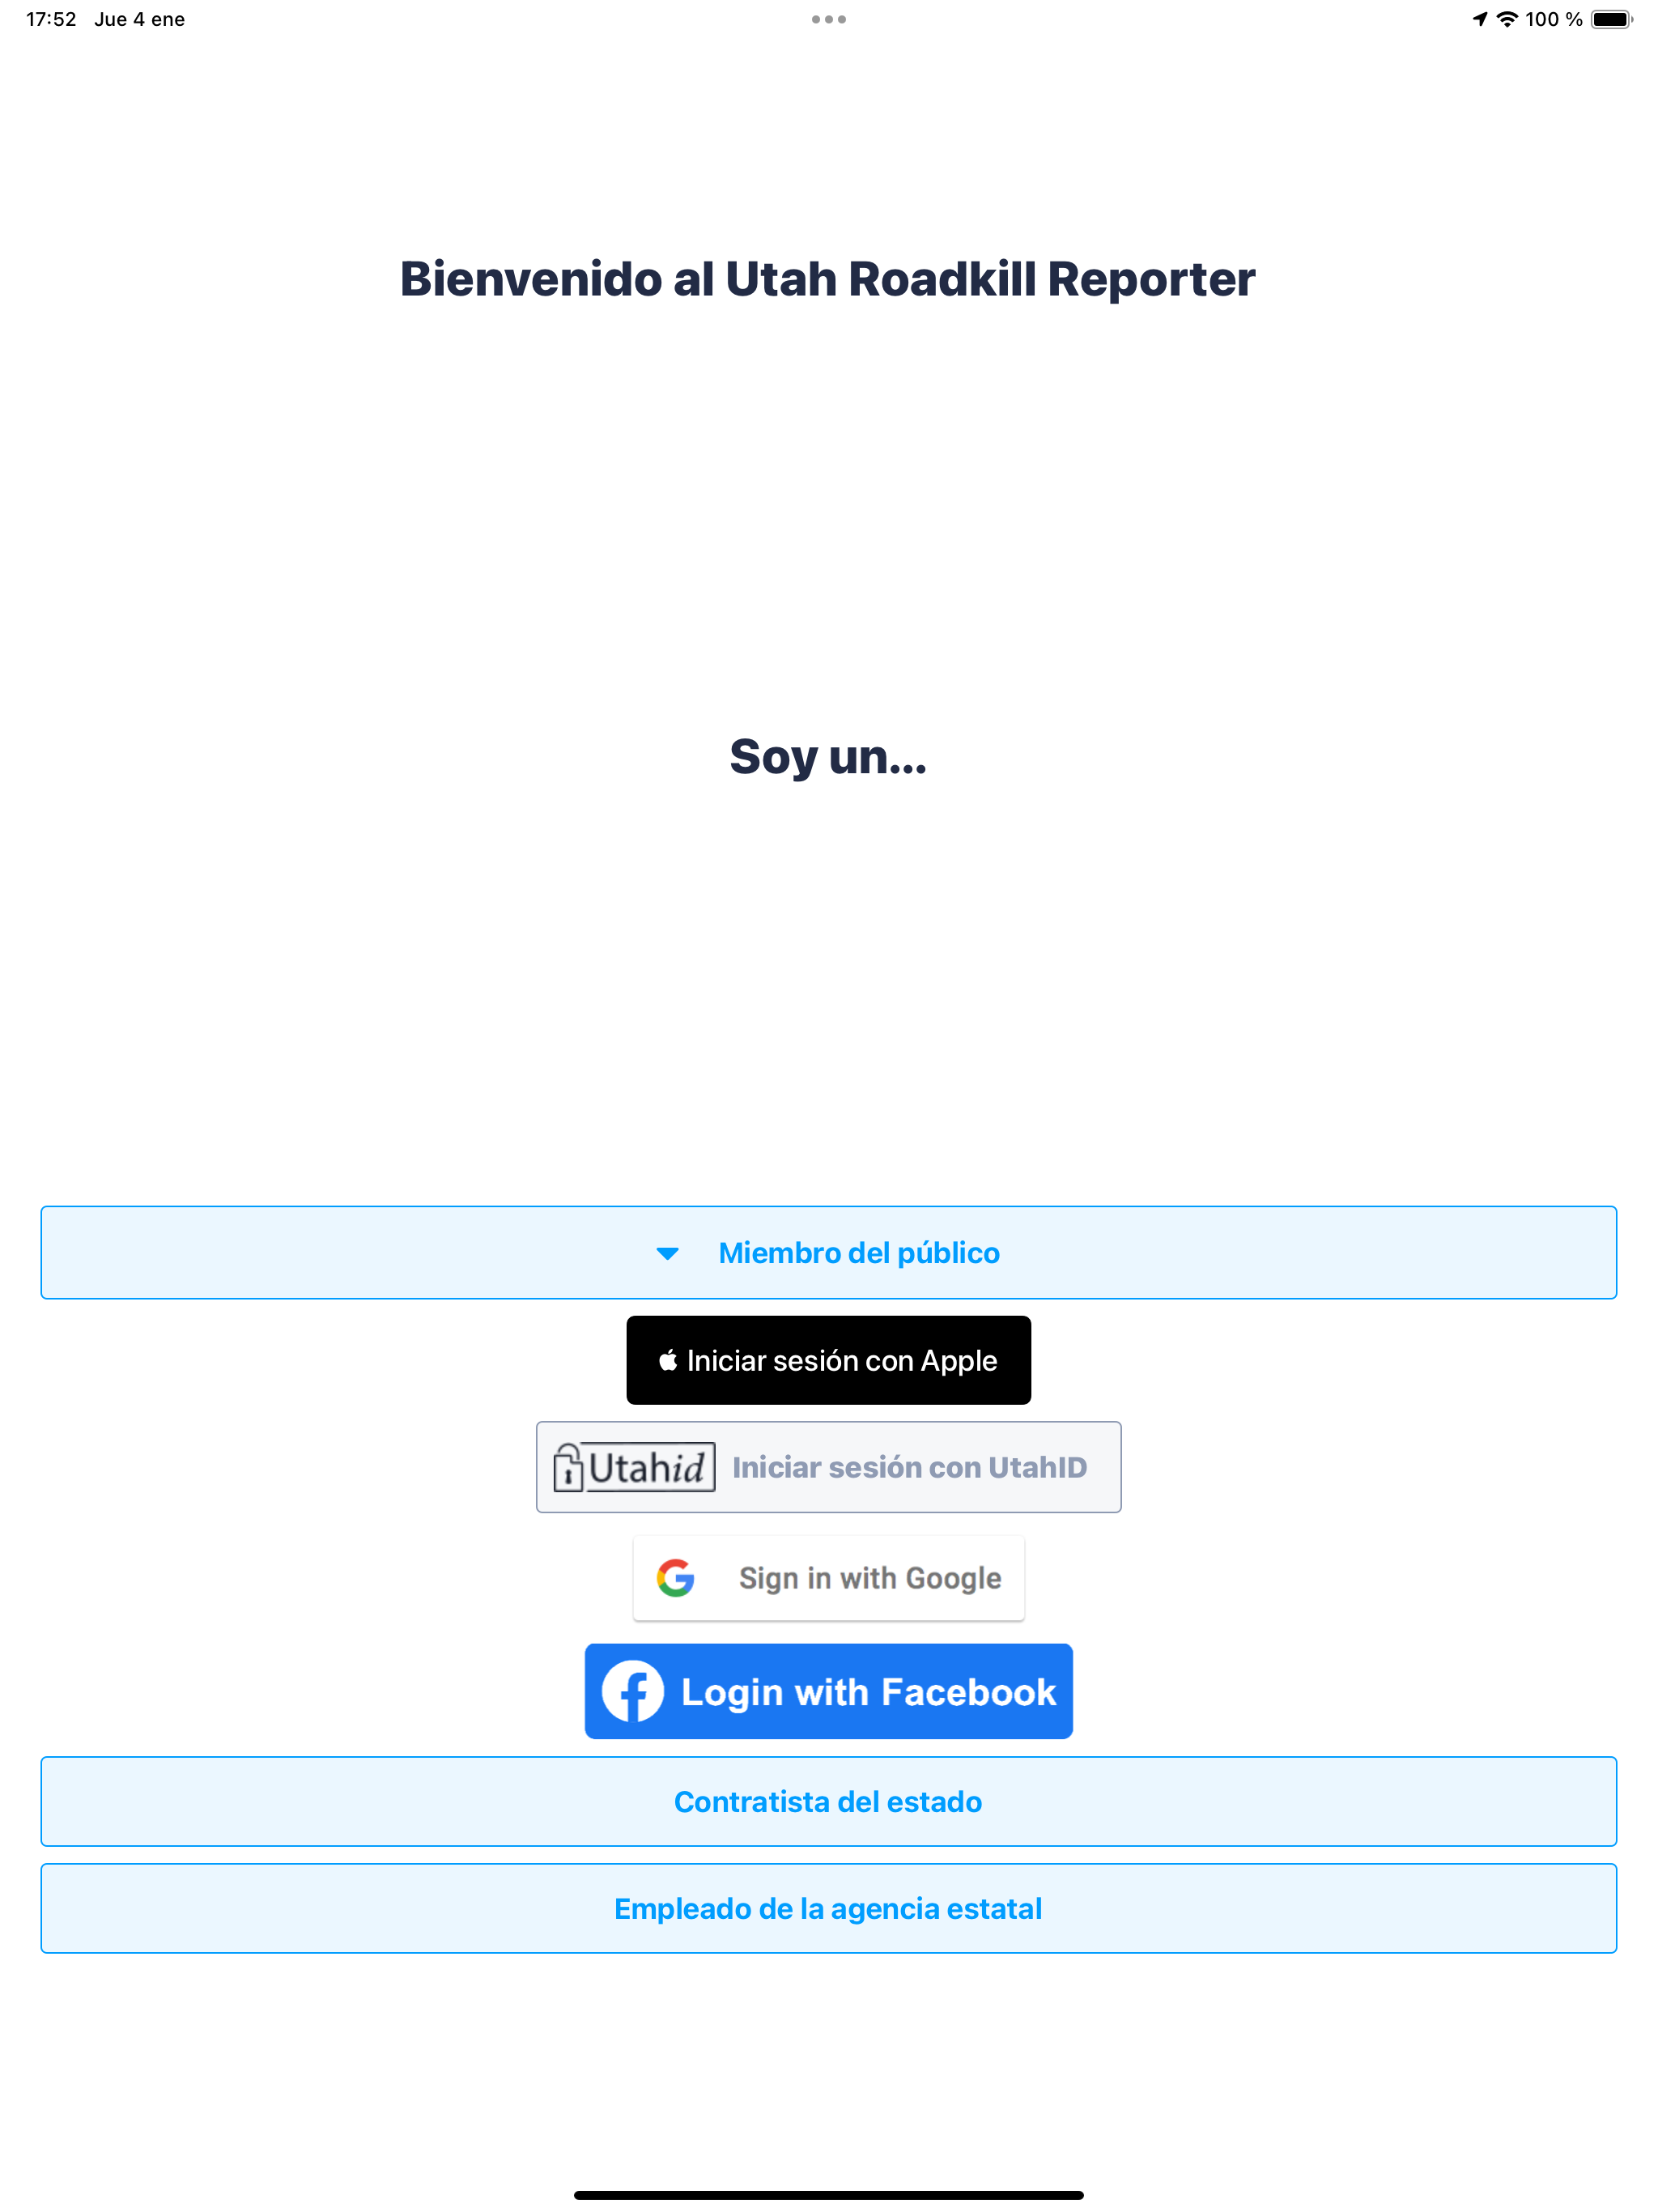 17:52 Jue 4 ene
100 %
Bienvenido al Utah Roadkill Reporter
Soy un...
Miembro del público
Iniciar sesión con Apple
Utahid Iniciar sesión con UtahID
Sign in with Google
Login with Facebook
Contratista del estado
Empleado de la agencia estatal